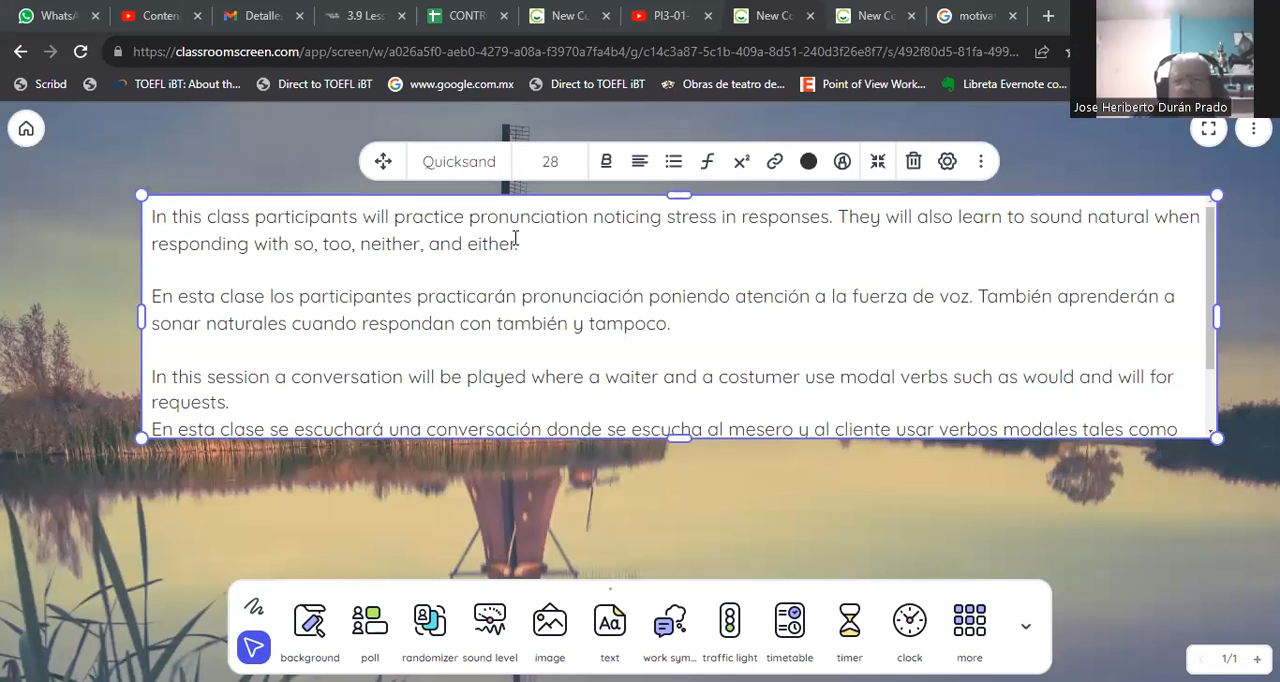 WhatsA
Conten
Detalle
3.9 Less
CONTR
New Co
PI3-01-
New Co
New Co
motivat
https://classroomscreen.com/app/screen/w/a026a5f0-aeb0-4279-a08a-f3970a7fa4b4/g/c14c3a87-5c1b-409a-8d51-240d3f26e8f7/s/492f80d5-81fa-499...
Scribd
TOEFL iBT: About th...
Direct to TOEFL iBT
www.google.com.mx
Direct to TOEFL iBT
Obras de teatro de...
Point of View Work...
Libreta Evernote co...
Jose Heriberto Durán Prado
Quicksand 28
In this class participants will practice pronunciation noticing stress in responses. They will also learn to sound natural when
responding with so, too, neither, and either.
En esta clase los participantes practicarán pronunciación poniendo atención a la fuerza de voz. También aprenderán a
sonar naturales cuando respondan con también y tampoco.
In this session a conversation will be played where a waiter and a costumer use modal verbs such as would and will for
requests.
En esta clase se escuchará una conversación donde se escucha al mesero y al cliente usar verbos modales tales como
background
poll
randomizer
sound level
image
text
work sym...
traffic light
timetable
timer
clock
more
1/1